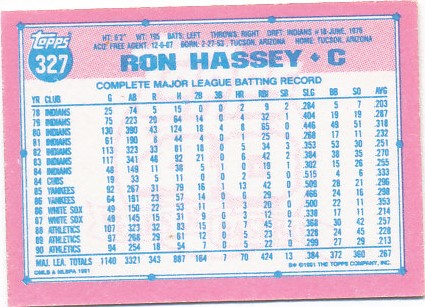 Topps
327
HT: 6'2" WT: 195 BATS: LEFT THROWS: RIGHT DRFT: INDIANS #18-JUNE, 1976
ACQ: FREE AGENT, 12-9-87 BORN: 2-27-53, TUCSON, ARIZONA HOME: TUCSON, ARIZONA
RON HASSEY ◆ C
COMPLETE MAJOR LEAGUE BATTING RECORD
YR CLUB G AB R H 2B 3B HR RBI SB SLG BB SO AVG
78 INDIANS 25 74 5 15 0 0 2 9 2 .284 5 7 .203
79 INDIANS 75 223 20 64 14 0 4 32 1 .404 19 19 .287
80 INDIANS 130 390 43 124 18 4 8 65 0 .446 49 51 .318
81 INDIANS 61 190 8 44 4 0 1 25 0 .268 17 11 .232
82 INDIANS 113 323 33 81 18 0 5 34 3 .353 53 32 .251
83 INDIANS 117 341 48 92 21 0 6 42 2 .384 38 35 .270
84 INDIANS 48 149 11 38 5 1 0 19 1 .302 15 26 .255
84 CUBS 19 33 5 11 0 0 2 5 0 .515 4 6 .333
85 YANKEES 92 267 31 79 16 1 13 42 0 .509 28 21 .296
86 YANKEES 64 191 23 57 14 0 6 29 1 .466 24 16 .298
86 WHITE SOX 49 150 22 53 11 1 3 20 0 .500 22 11 .353
87 WHITE SOX 49 145 15 31 9 0 3 12 0 .338 17 11 .214
88 ATHLETICS 107 323 32 83 15 0 7 45 2 .368 30 42 .257
89 ATHLETICS 97 268 29 61 12 0 5 23 1 .328 24 45 .228
90 ATHLETICS 94 254 18 54 7 0 5 22 0 .299 27 29 .213
MAJ. LEA. TOTALS 1140 3321 343 887 164 7 70 424 13 .384 372 360 .267
©MLB & MLBPA 1991 ©1991 THE TOPPS COMPANY, INC.